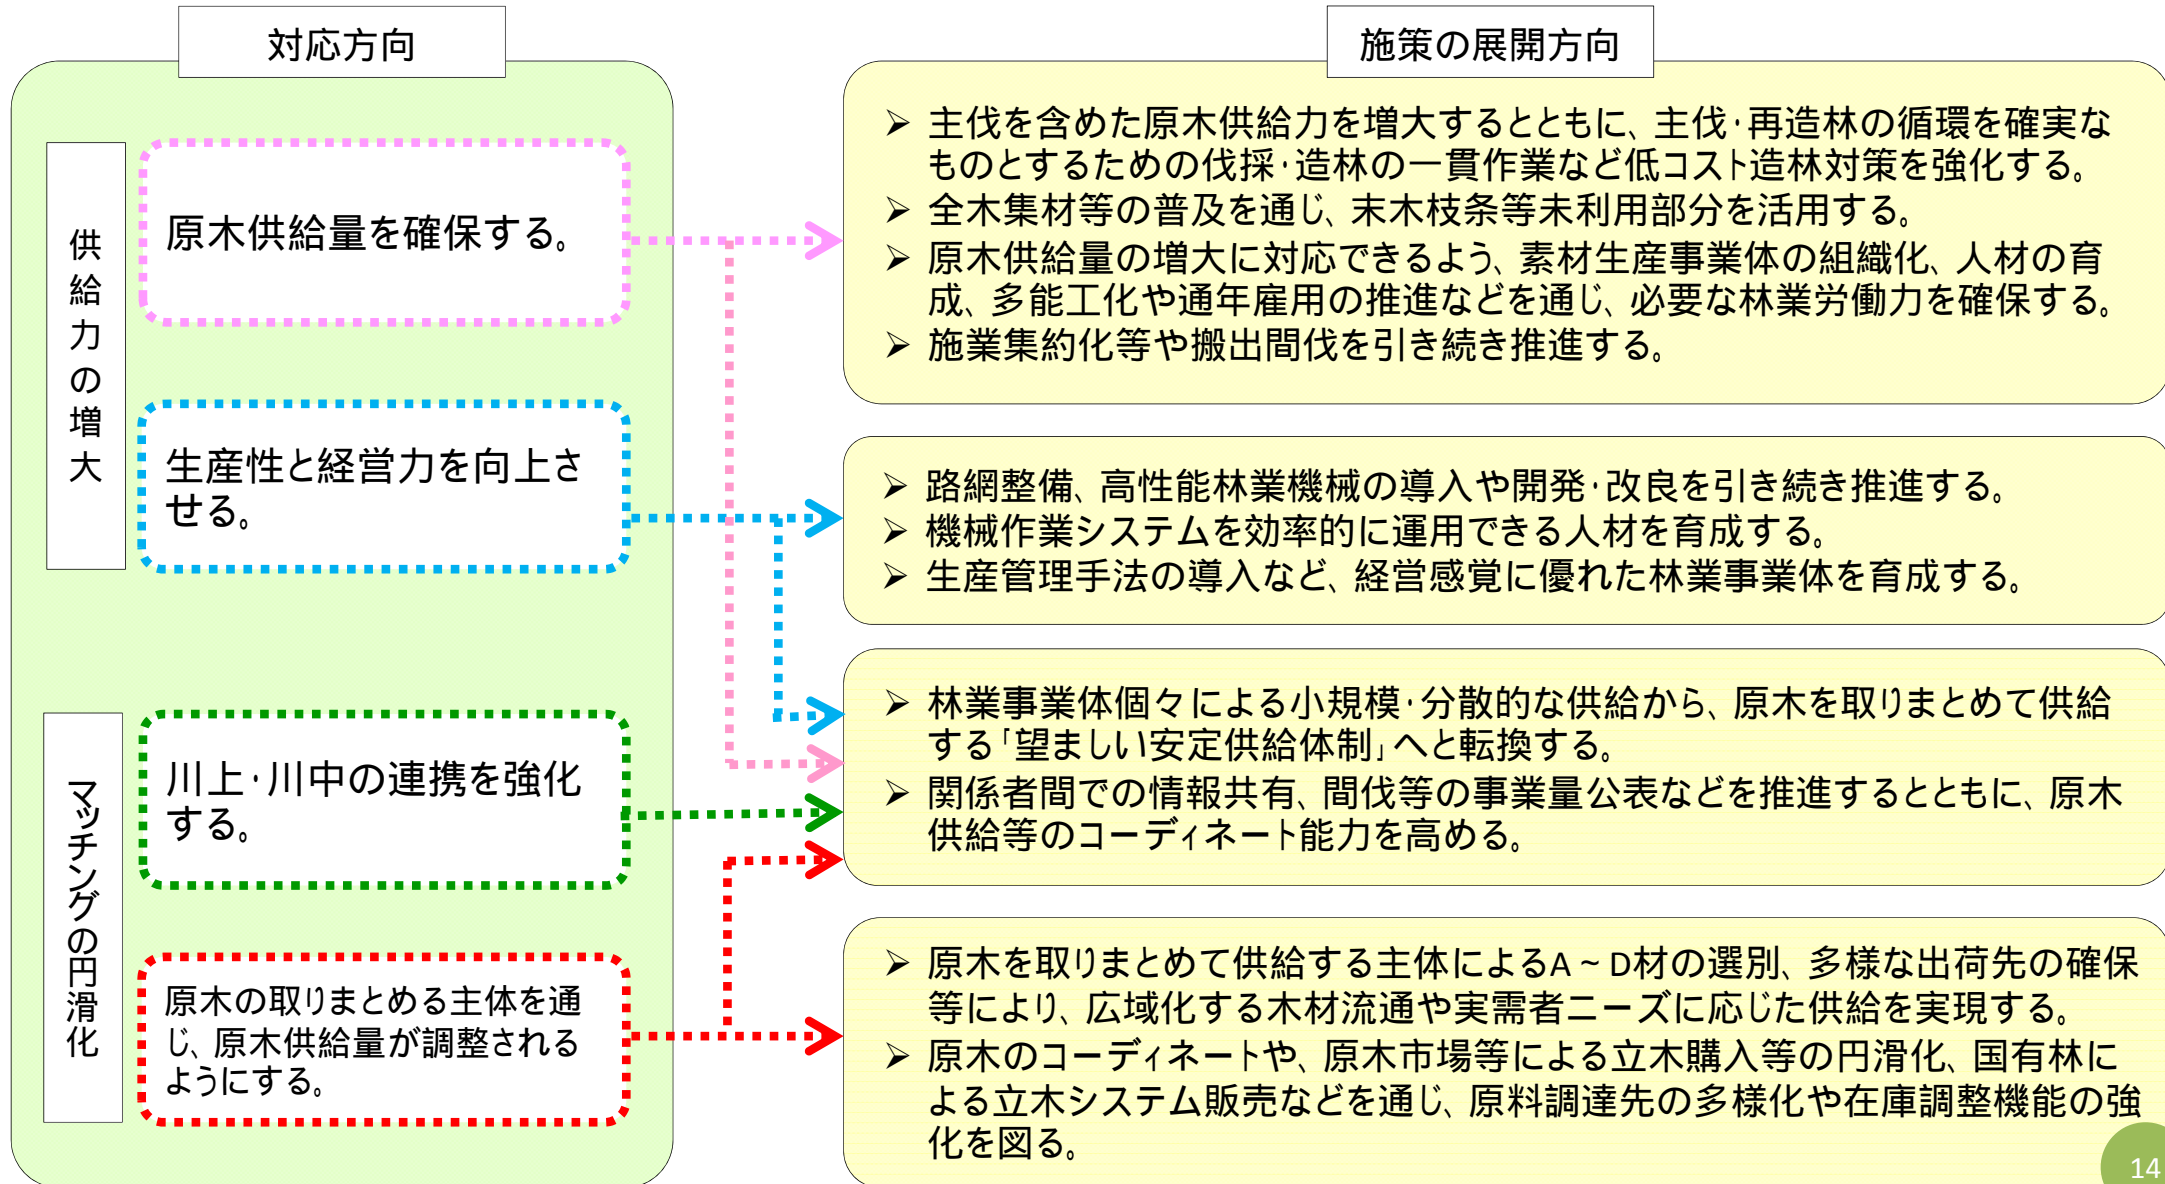 対応方向
施策の展開方向
供給力の増大
原木供給量を確保する。
生産性と経営力を向上さ
せる。
マッチングの円滑化
川上・川中の連携を強化
する。
原木の取りまとめる主体を通
じ、原木供給量が調整される
ようにする。
➢ 主伐を含めた原木供給力を増大するとともに、主伐・再造林の循環を確実な
ものとするための伐採・造林の一貫作業など低コスト造林対策を強化する。
➢ 全木集材等の普及を通じ、末木枝条等未利用部分を活用する。
➢ 原木供給量の増大に対応できるよう、素材生産事業体の組織化、人材の育
成、多能工化や通年雇用の推進などを通じ、必要な林業労働力を確保する。
➢ 施業集約化等や搬出間伐を引き続き推進する。
➢ 路網整備、高性能林業機械の導入や開発・改良を引き続き推進する。
➢ 機械作業システムを効率的に運用できる人材を育成する。
➢ 生産管理手法の導入など、経営感覚に優れた林業事業体を育成する。
➢ 林業事業体個々による小規模・分散的な供給から、原木を取りまとめて供給
する「望ましい安定供給体制」へと転換する。
➢ 関係者間での情報共有、間伐等の事業量公表などを推進するとともに、原木
供給等のコーディネート能力を高める。
➢ 原木を取りまとめて供給する主体によるA~D材の選別、多様な出荷先の確保
等により、広域化する木材流通や実需者ニーズに応じた供給を実現する。
➢ 原木のコーディネートや、原木市場等による立木購入等の円滑化、国有林に
よる立木システム販売などを通じ、原料調達先の多様化や在庫調整機能の強
化を図る。
14